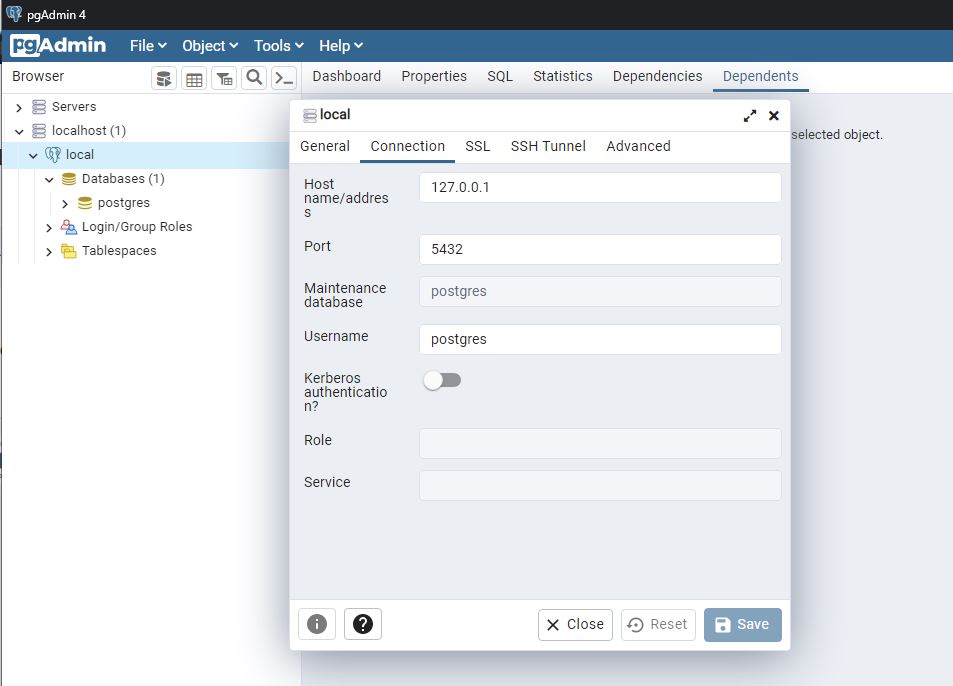 pgAdmin 4
pgAdmin File Object Tools Help
Browser
Dashboard Properties SQL Statistics Dependencies Dependents
Servers
localhost (1)
local
Databases (1)
postgres
Login/Group Roles
Tablespaces
selected object.
local
General Connection SSL SSH Tunnel Advanced
Host
name/addres
s
127.0.0.1
Port
5432
Maintenance
database
postgres
Username
postgres
Kerberos
authenticatio
n?
Role
Service
Close Reset Save